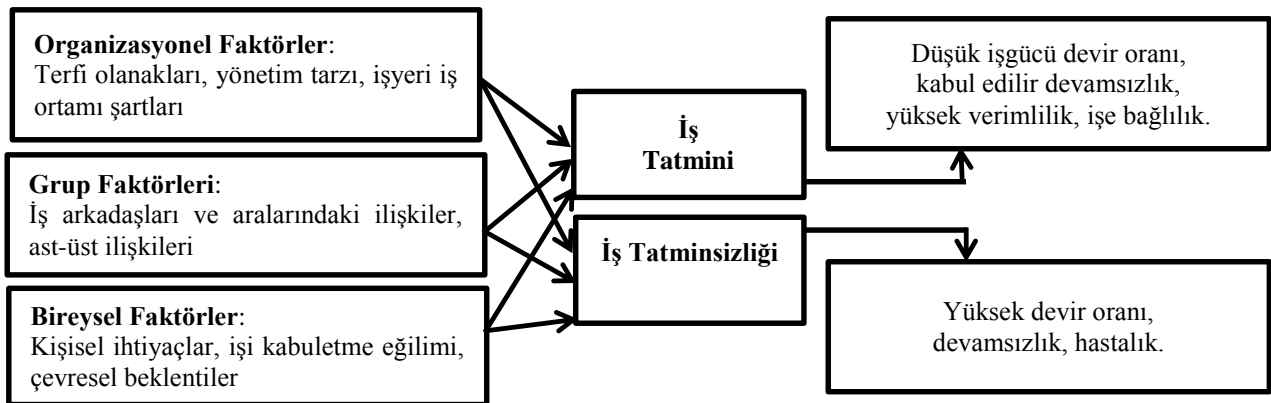 Organizasyonel Faktörler:
Terfi olanakları, yönetim tarzı, işyeri iş
ortamı şartları
Grup Faktörleri:
İş arkadaşları ve aralarındaki ilişkiler,
ast-üst ilişkileri
Bireysel Faktörler:
Kişisel ihtiyaçlar, işi kabuletme eğilimi,
çevresel beklentiler
İş
Tatmini
İş Tatminsizliği
Düşük işgücü devir oranı,
kabul edilir devamsızlık,
yüksek verimlilik, işe bağlılık.
Yüksek devir oranı,
devamsızlık, hastalık.